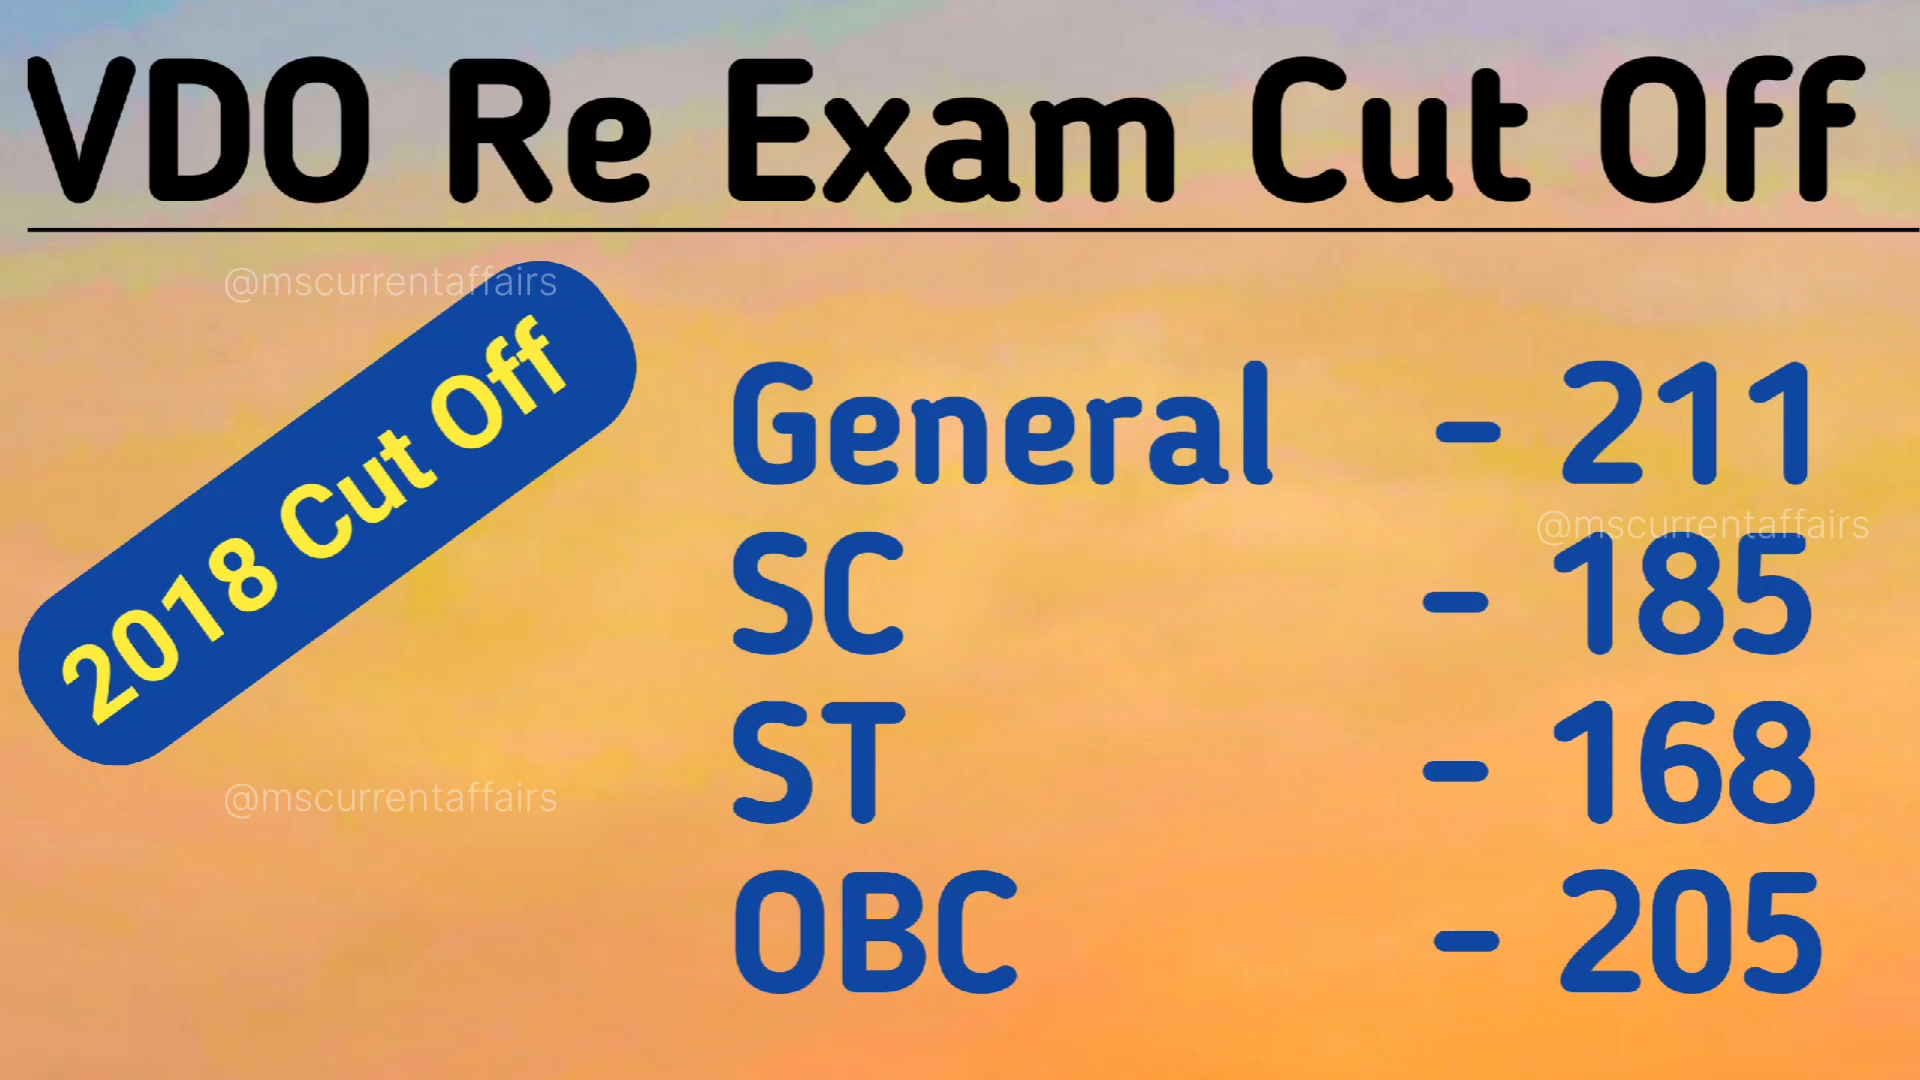 VDO Re Exam Cut Off
@mscurrentaffairs
2018 Cut Off
General - 211
@mscurrentaffairs
SC - 185
ST - 168
@mscurrentaffairs
OBC - 205